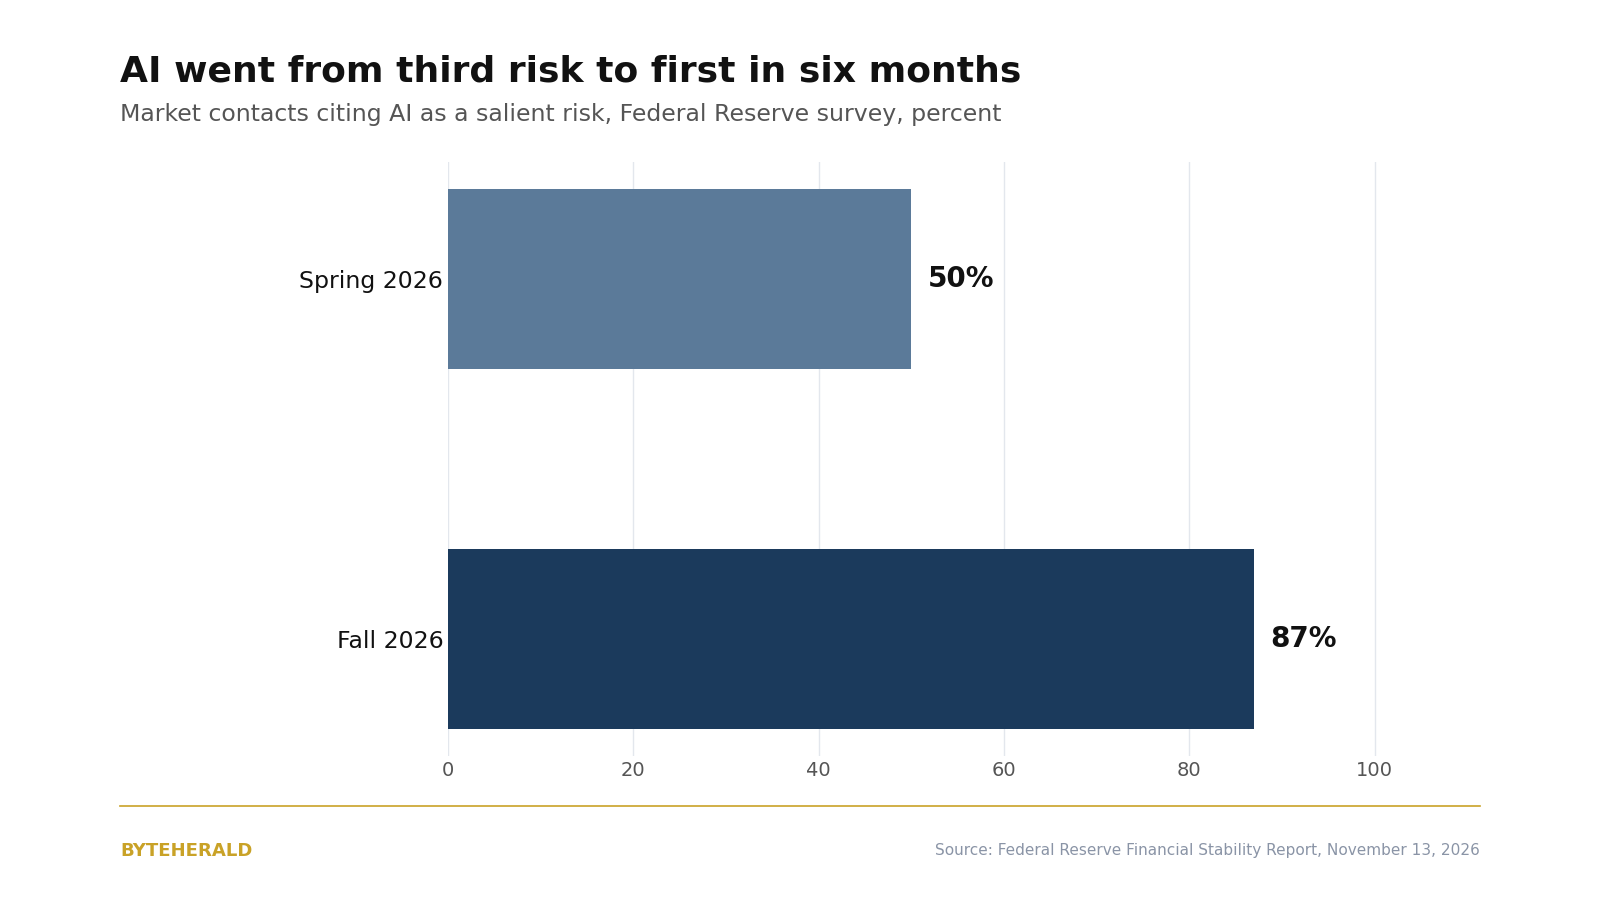 AI went from third risk to first in six months
Market contacts citing AI as a salient risk, Federal Reserve survey, percent
Spring 2026
50%
Fall 2026
87%
0 20 40 60 80 100
BYTEHERALD
Source: Federal Reserve Financial Stability Report, November 13, 2026